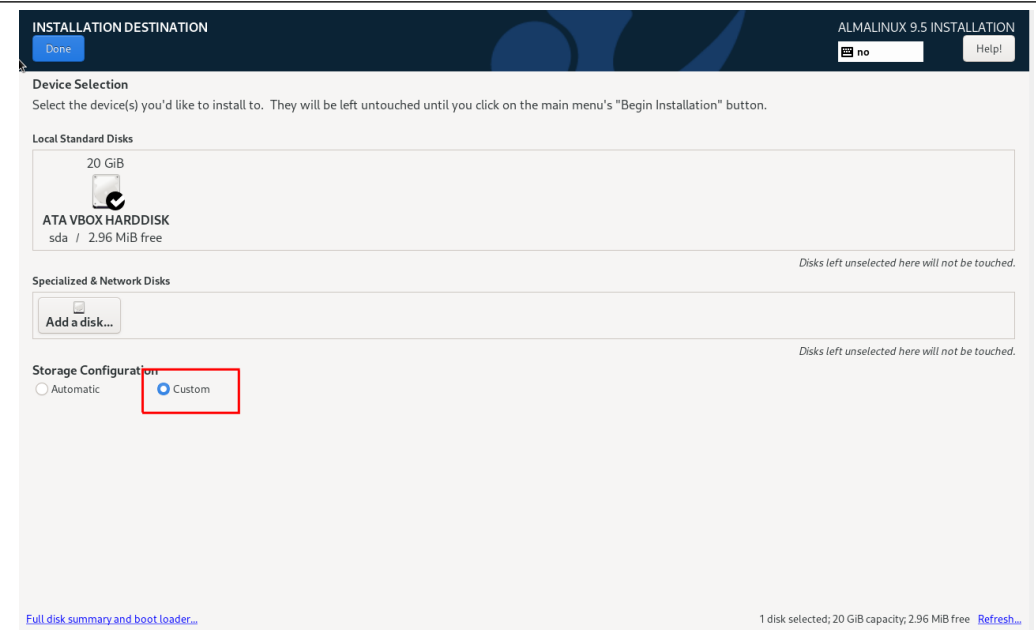 INSTALLATION DESTINATION
ALMALINUX 9.5 INSTALLATION
Done
no
Help!
Device Selection
Select the device(s) you'd like to install to. They will be left untouched until you click on the main menu's "Begin Installation" button.
Local Standard Disks
20 GiB
ATA VBOX HARDDISK
sda / 2.96 MiB free
Disks left unselected here will not be touched.
Specialized & Network Disks
Add a disk...
Disks left unselected here will not be touched.
Storage Configuration
Automatic
Custom
Full disk summary and boot loader...
1 disk selected; 20 GiB capacity; 2.96 MiB free Refresh...